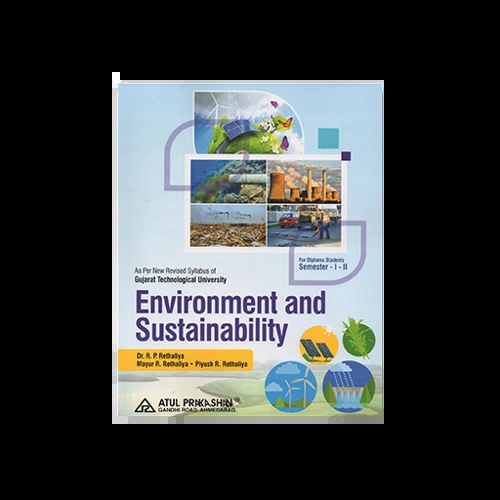 As Per New Revised Syllabus of
Gujarat Technological University
For Diploma Students
Semester - I - II
Environment and
Sustainability
Dr. R. P. Rethaliya
Mayur R. Rethaliya • Piyush R. Rethaliya
ATUL PRAKASHAN
GANDHI ROAD, AHMEDABAD.